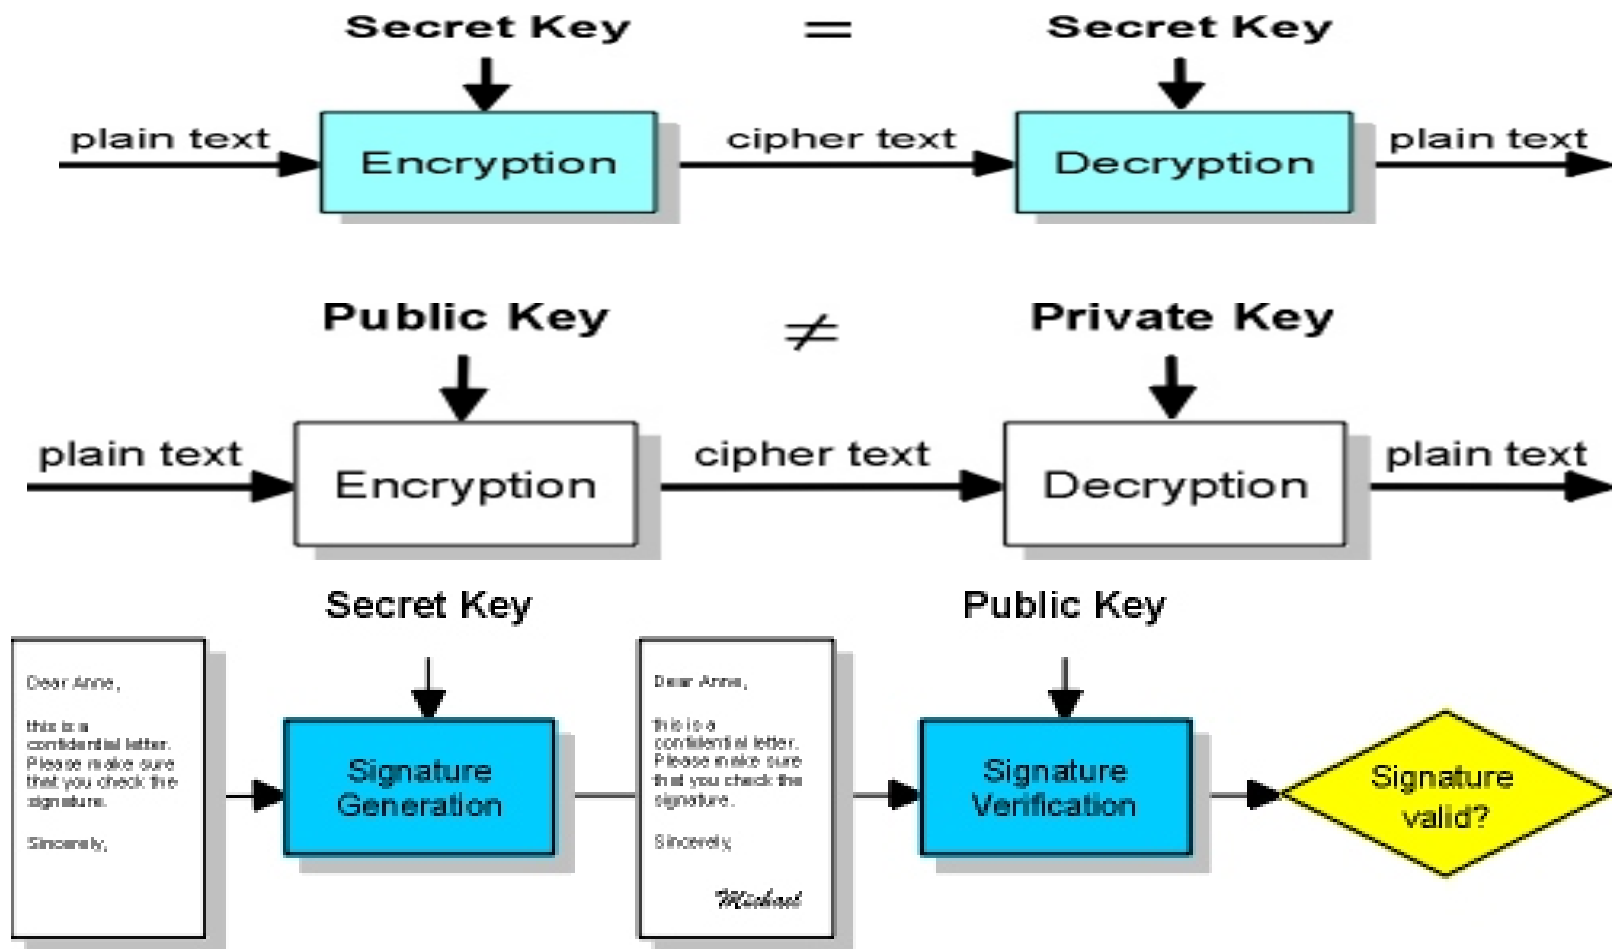 Secret Key = Secret Key
plain text Encryption cipher text Decryption plain text
Public Key ≠ Private Key
plain text Encryption cipher text Decryption plain text
Secret Key Public Key
Dear Anne,
this is a
confidential letter.
Please make sure
that you check the
signature.
Sincerely,
Signature
Generation
Dear Anne,
this is a
confidential letter.
Please make sure
that you check the
signature.
Sincerely,
Michael
Signature
Verification
Signature
valid?